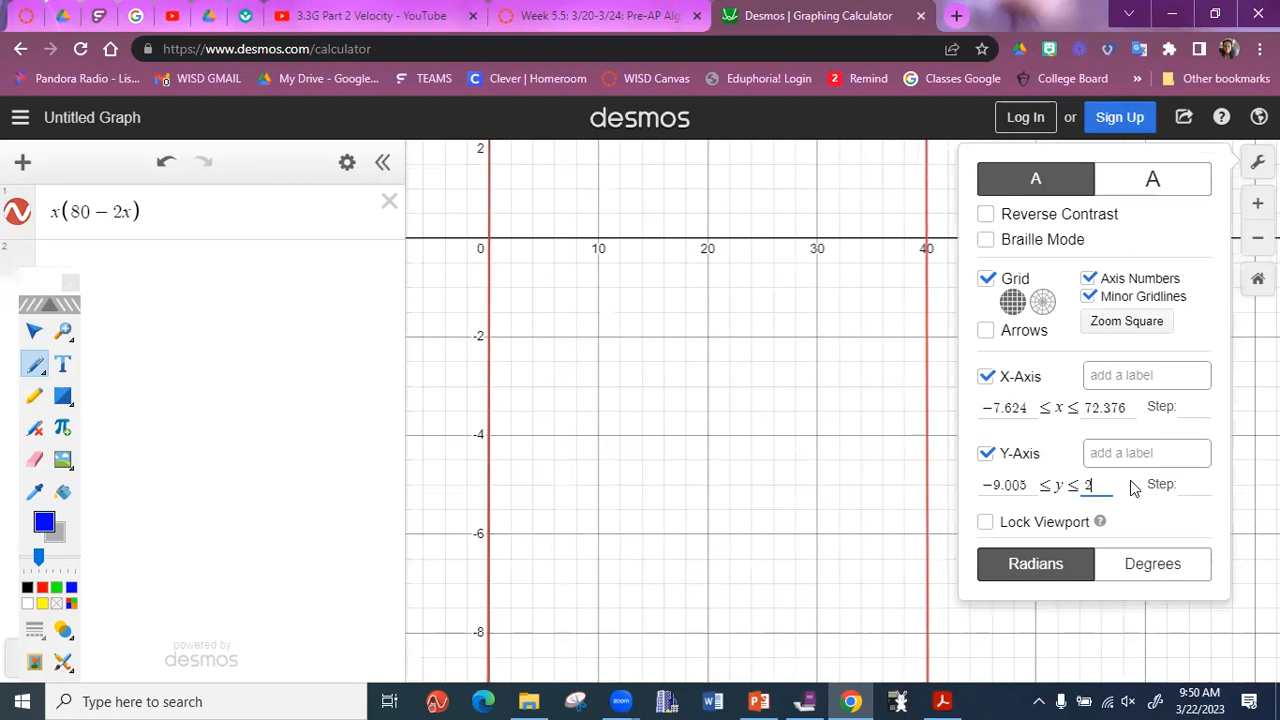 3.3G Part 2 Velocity - YouTube
Week 5.5: 3/20-3/24: Pre-AP Alg
Desmos | Graphing Calculator
https://www.desmos.com/calculator
Pandora Radio - Lis...
WISD GMAIL
My Drive - Google...
TEAMS
Clever | Homeroom
WISD Canvas
Eduphoria! Login
2 Remind
Classes Google
College Board
Other bookmarks
Untitled Graph
desmos
Log In
or
Sign Up
1
x(80 − 2x)
2
powered by
desmos
2
0
10
20
30
40
-2
-4
-6
-8
A
A
Reverse Contrast
Braille Mode
Grid
Axis Numbers
Minor Gridlines
Zoom Square
Arrows
X-Axis
add a label
−7.624 ≤ x ≤ 72.376
Step:
Y-Axis
add a label
−9.005 ≤ y ≤ 2
Step:
Lock Viewport
Radians
Degrees
Type here to search
9:50 AM
3/22/2023